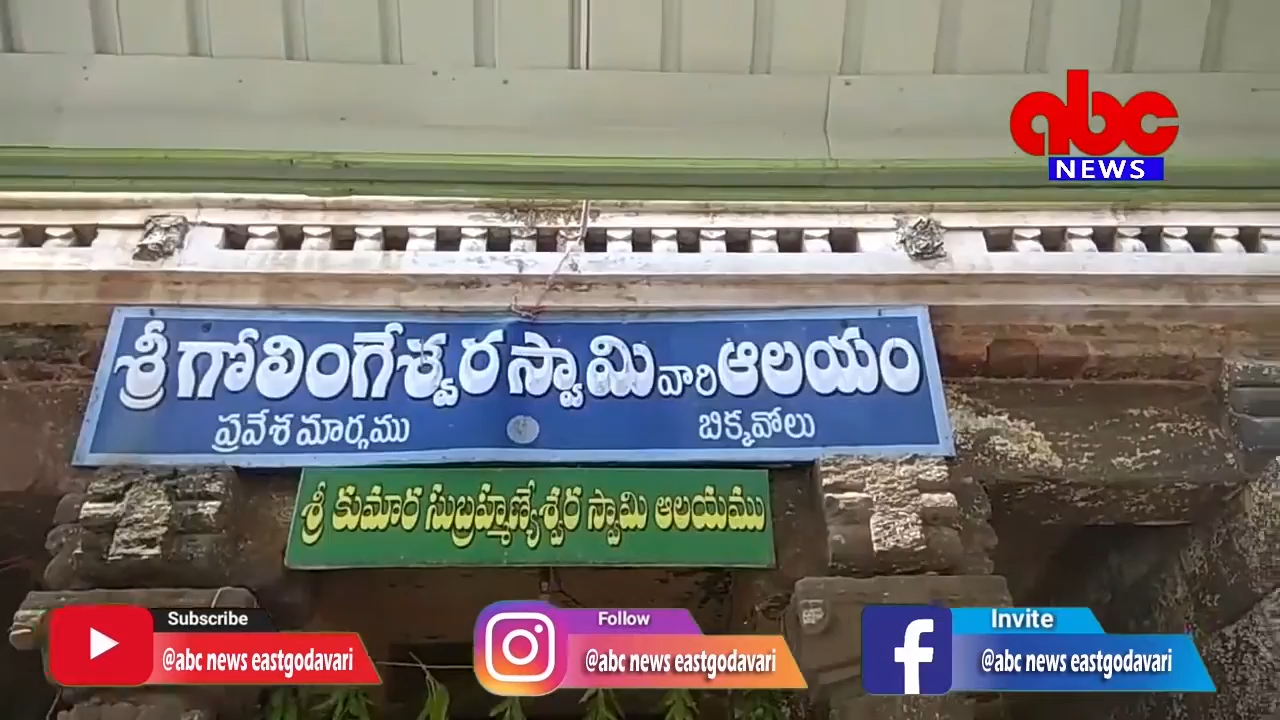 abc
NEWS
శ్రీ గోలింగేశ్వర స్వామి వారి ఆలయం
ప్రవేశ మార్గము
బిక్కవోలు
శ్రీ కుమార సుబ్రహ్మణ్యేశ్వర స్వామి ఆలయము
Subscribe
@abc news eastgodavari
Follow
@abc news eastgodavari
Invite
@abc news eastgodavari